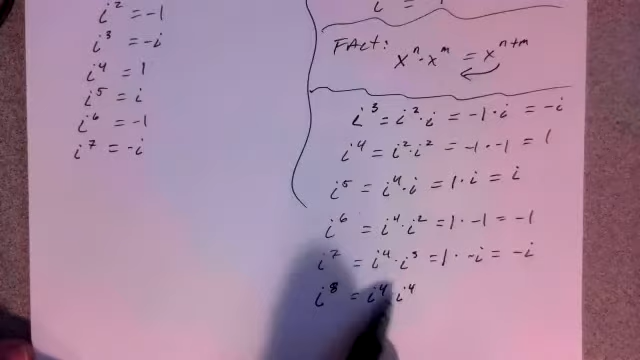 i² = -1
i³ = -i
i⁴ = 1
i⁵ = i
i⁶ = -1
i⁷ = -i
FACt: xⁿ · xᵐ = xⁿ⁺ᵐ
i³ = i² · i = -1 · i = -i
i⁴ = i² · i² = -1 · -1 = 1
i⁵ = i⁴ · i = 1 · i = i
i⁶ = i⁴ · i² = 1 · -1 = -1
i⁷ = i⁴ · i³ = 1 · -i = -i
i⁸ = i⁴ · i⁴